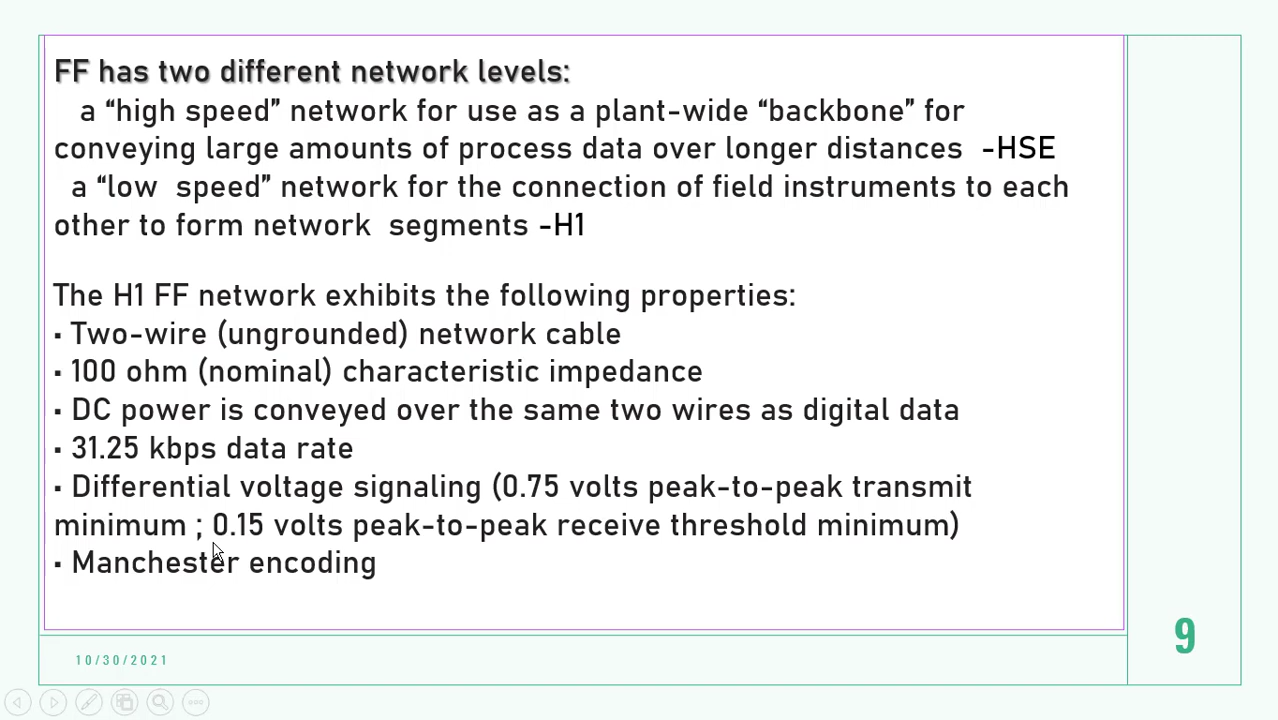 FF has two different network levels:
a “high speed” network for use as a plant-wide “backbone” for
conveying large amounts of process data over longer distances -HSE
a “low speed” network for the connection of field instruments to each
other to form network segments -H1
The H1 FF network exhibits the following properties:
▪ Two-wire (ungrounded) network cable
▪ 100 ohm (nominal) characteristic impedance
▪ DC power is conveyed over the same two wires as digital data
▪ 31.25 kbps data rate
▪ Differential voltage signaling (0.75 volts peak-to-peak transmit
minimum ; 0.15 volts peak-to-peak receive threshold minimum)
▪ Manchester encoding
9
10/30/2021